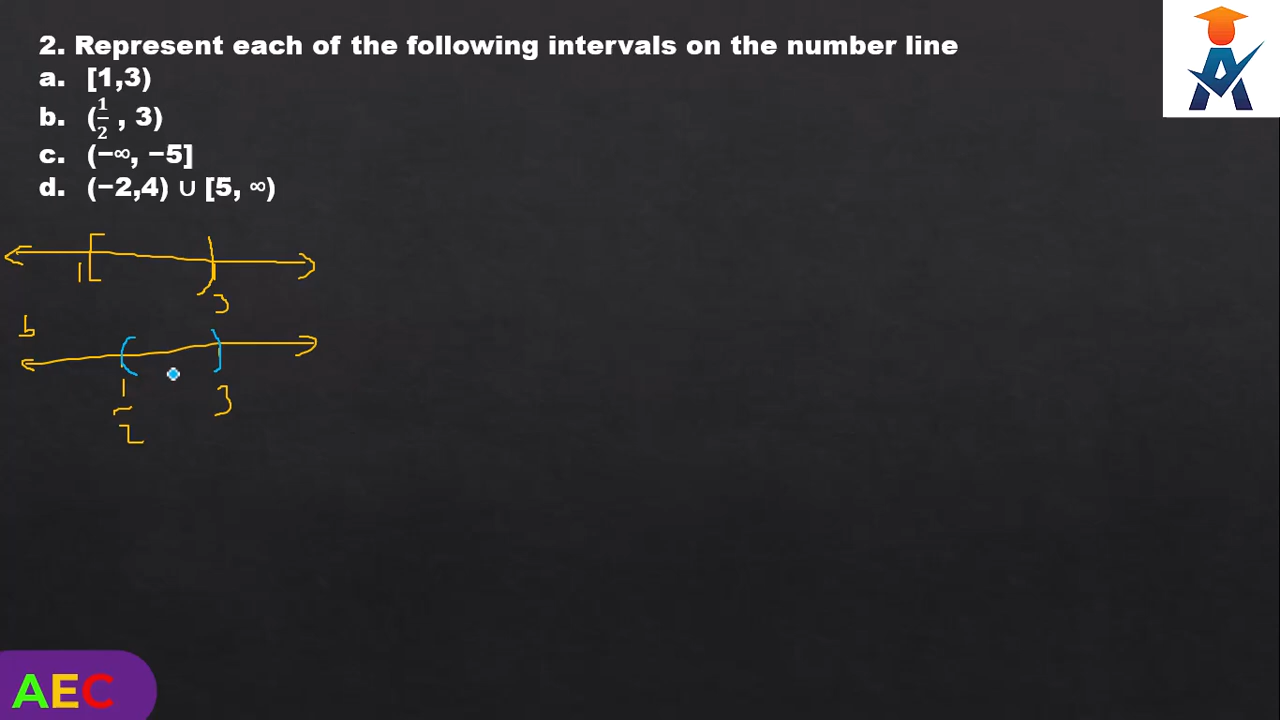 2. Represent each of the following intervals on the number line
a. [1,3)
b. (1/2 , 3)
c. (−∞, −5]
d. (−2,4) ∪ [5, ∞)
1 [ )
3
b
( )
1/2 3
AEC